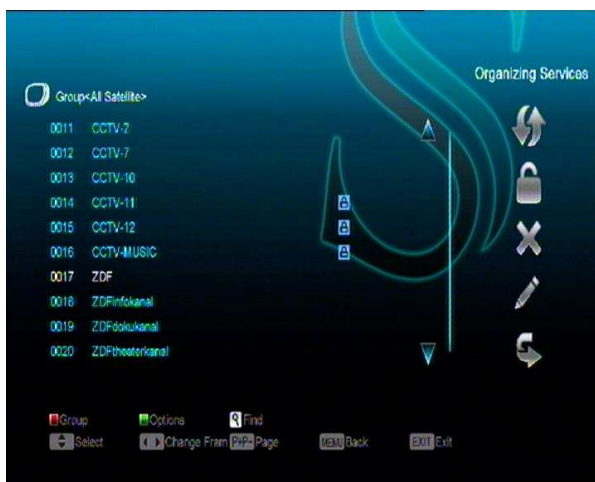 Organizing Services
Group<All Satellite>
0011 CCTV-2
0012 CCTV-7
0013 CCTV-10
0014 CCTV-11
0015 CCTV-12
0016 CCTV-MUSIC
0017 ZDF
0018 ZDFinfokanal
0019 ZDFdokukanal
0020 ZDFtheaterkanal
Group Options Find
Select Change Fram P+P- Page MENU Back EXIT Exit